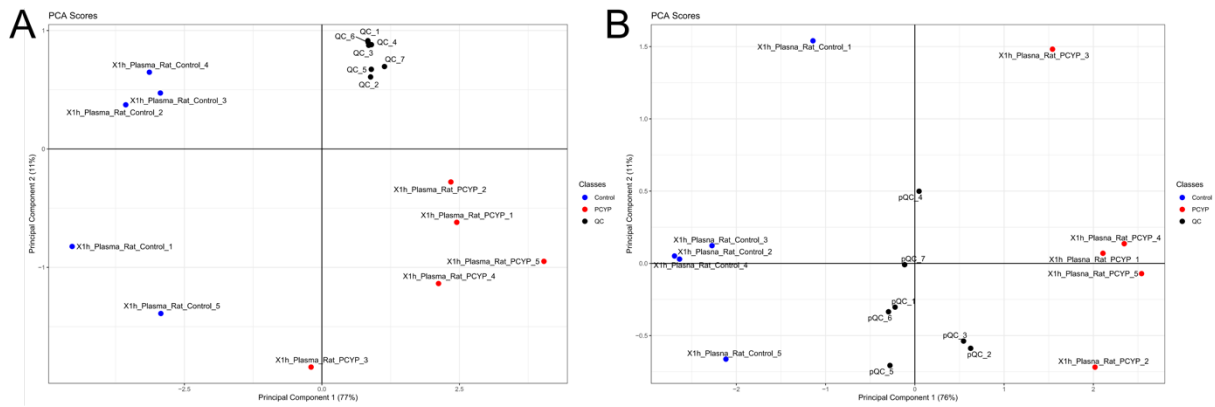 A
PCA Scores
1
QC_1
QC_6
QC_4
QC_3
QC_7
QC_5
QC_2
X1h_Plasma_Rat_Control_4
X1h_Plasma_Rat_Control_3
X1h_Plasma_Rat_Control_2
0
X1h_Plasma_Rat_PCYP_2
X1h_Plasma_Rat_PCYP_1
X1h_Plasma_Rat_Control_1
X1h_Plasma_Rat_PCYP_5
−1
X1h_Plasma_Rat_PCYP_4
X1h_Plasma_Rat_Control_5
X1h_Plasma_Rat_PCYP_3
Principal Component 2 (11%)
−2.5
0.0
2.5
Principal Component 1 (77%)
Classes
Control
PCYP
QC
B
PCA Scores
X1h_Plasna_Rat_Control_1
1.5
X1h_Plasna_Rat_PCYP_3
1.0
0.5
pQC_4
X1h_Plasna_Rat_Control_3
X1h_Plasna_Rat_PCYP_4
X1h_Plasna_Rat_Control_2
X1h_Plasna_Rat_PCYP_1
0.0
X1h_Plasna_Rat_Control_4
pQC_7
X1h_Plasna_Rat_PCYP_5
pQC_1
pQC_6
−0.5
pQC_3
pQC_2
X1h_Plasna_Rat_Control_5
X1h_Plasna_Rat_PCYP_2
pQC_5
Principal Component 2 (11%)
−2
−1
0
1
2
Principal Component 1 (76%)
Classes
Control
PCYP
QC